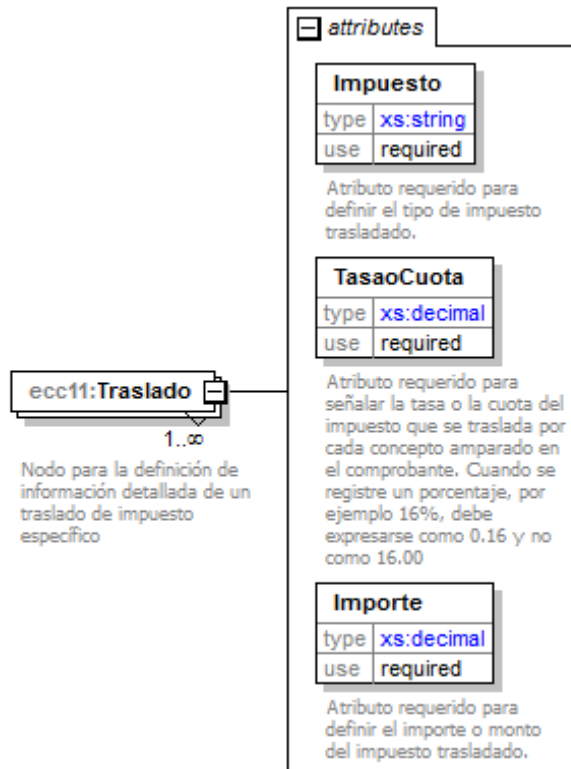 attributes
Impuesto
type xs:string
use required
Atributo requerido para
definir el tipo de impuesto
trasladado.
TasaoCuota
type xs:decimal
use required
Atributo requerido para
señalar la tasa o la cuota del
impuesto que se traslada por
cada concepto amparado en
el comprobante. Cuando se
registre un porcentaje, por
ejemplo 16%, debe
expresarse como 0.16 y no
como 16.00
ecc11:Traslado
1..∞
Nodo para la definición de
información detallada de un
traslado de impuesto
específico
Importe
type xs:decimal
use required
Atributo requerido para
definir el importe o monto
del impuesto trasladado.